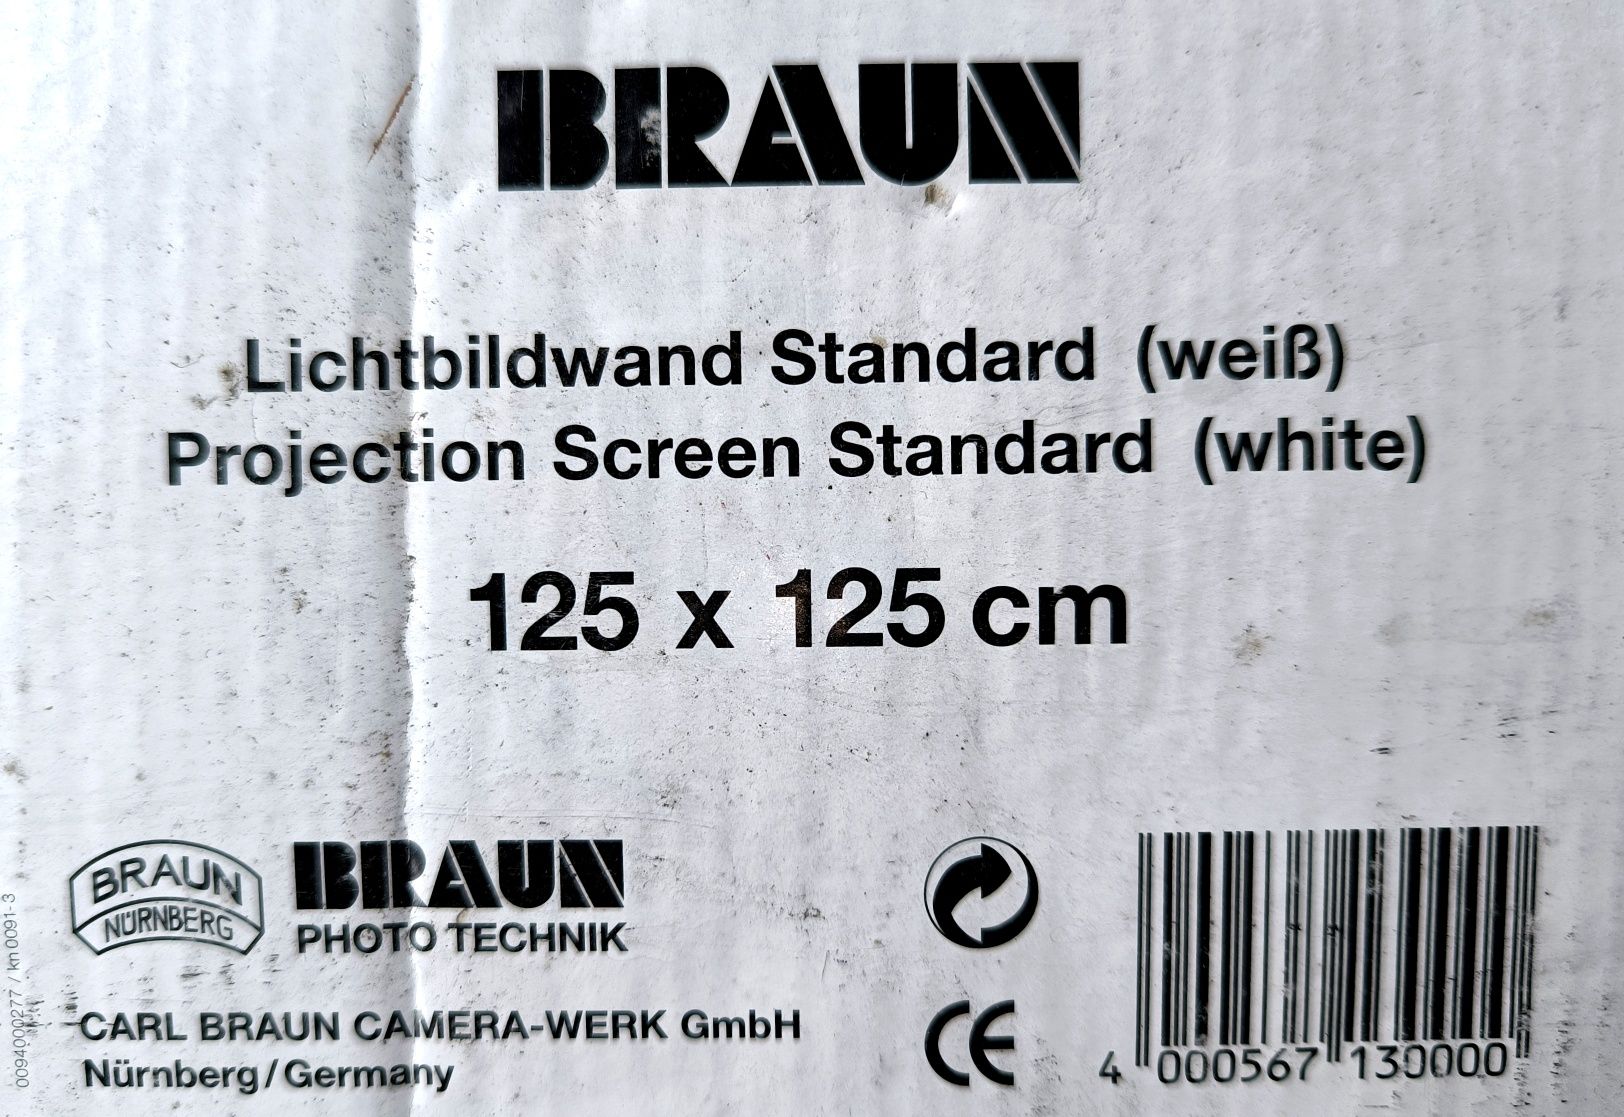 BRAUN
Lichtbildwand Standard (weiß)
Projection Screen Standard (white)
125 x 125 cm
BRAUN
NÜRNBERG
BRAUN
PHOTO TECHNIK
CARL BRAUN CAMERA-WERK GmbH
Nürnberg/Germany
CE
4 000567 130000
0094000277 / kn 0091-3